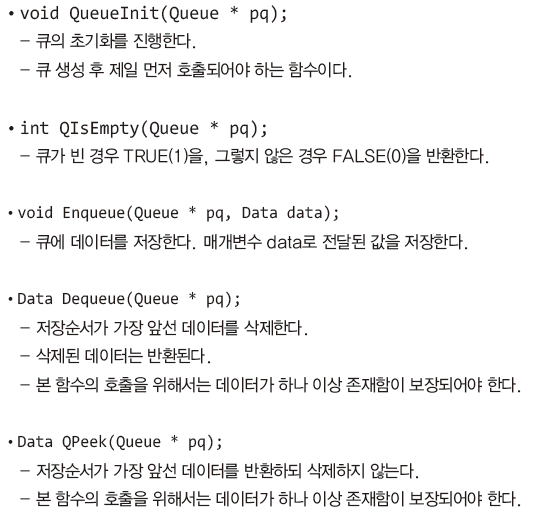 • void QueueInit(Queue * pq);
– 큐의 초기화를 진행한다.
– 큐 생성 후 제일 먼저 호출되어야 하는 함수이다.
• int QIsEmpty(Queue * pq);
– 큐가 빈 경우 TRUE(1)을, 그렇지 않은 경우 FALSE(0)을 반환한다.
• void Enqueue(Queue * pq, Data data);
– 큐에 데이터를 저장한다. 매개변수 data로 전달된 값을 저장한다.
• Data Dequeue(Queue * pq);
– 저장순서가 가장 앞선 데이터를 삭제한다.
– 삭제된 데이터는 반환된다.
– 본 함수의 호출을 위해서는 데이터가 하나 이상 존재함이 보장되어야 한다.
• Data QPeek(Queue * pq);
– 저장순서가 가장 앞선 데이터를 반환하되 삭제하지 않는다.
– 본 함수의 호출을 위해서는 데이터가 하나 이상 존재함이 보장되어야 한다.